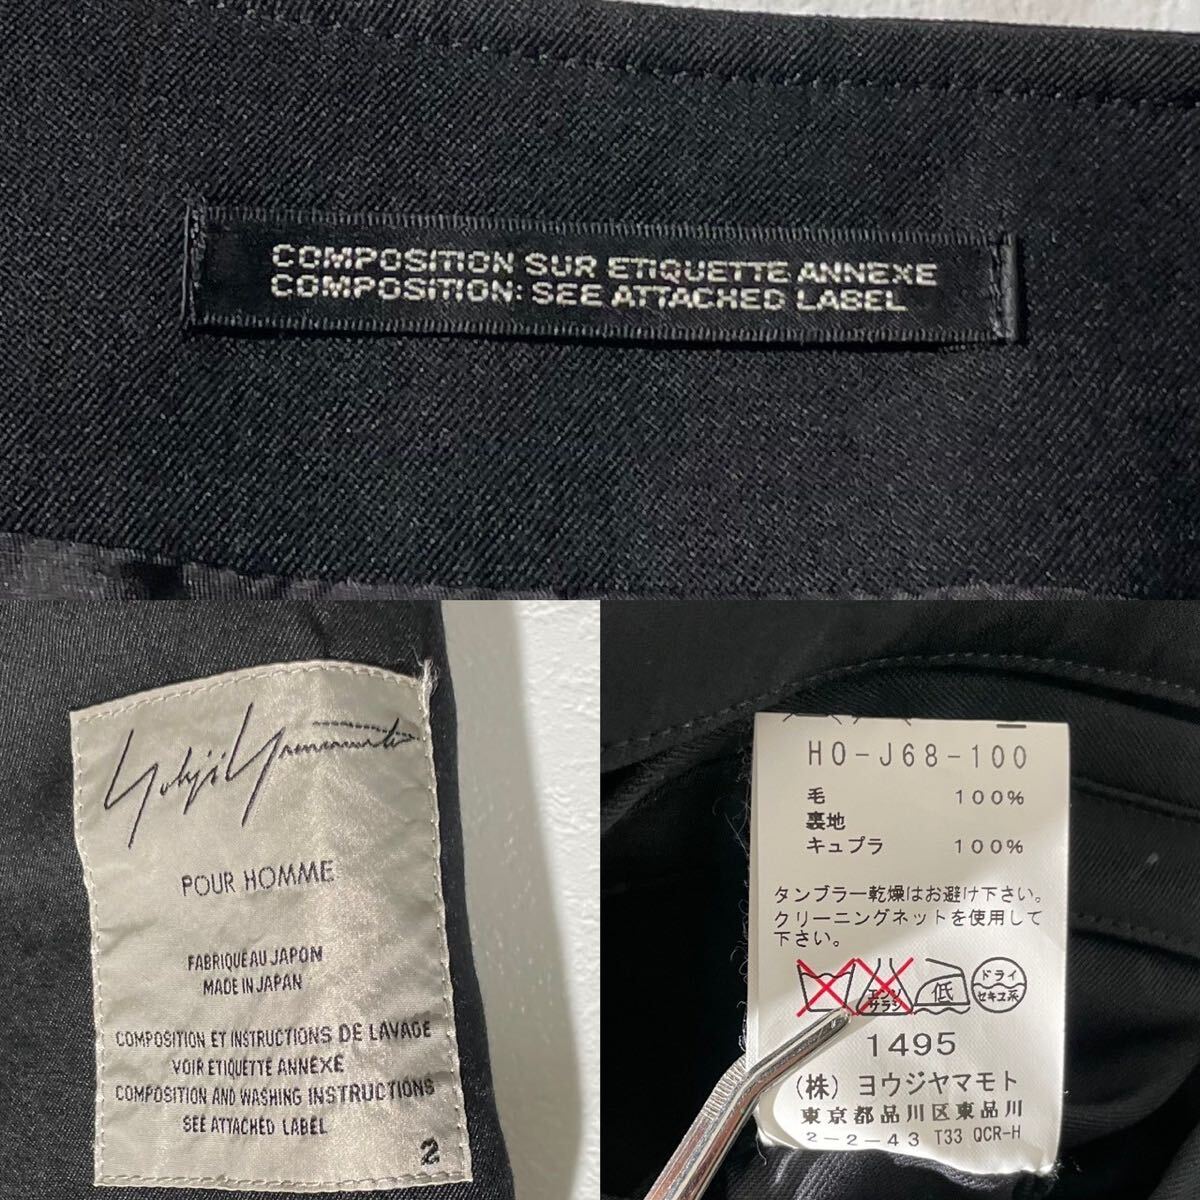 COMPOSITION SUR ETIQUETTE ANNEXE
COMPOSITION: SEE ATTACHED LABEL
Yohji Yamamoto
POUR HOMME
FABRIQUE AU JAPON
MADE IN JAPAN
COMPOSITION ET INSTRUCTIONS DE LAVAGE
VOIR ETIQUETTE ANNEXE
COMPOSITION AND WASHING INSTRUCTIONS
SEE ATTACHED LABEL
2
HO-J68-100
毛 100%
裏地
キュプラ 100%
タンブラー乾燥はお避け下さい。
クリーニングネットを使用して
下さい。
エンソ
サラシ
低
ドライ
セキユ系
1495
(株) ヨウジヤマモト
東京都品川区東品川
2-2-43 T33 QCR-H